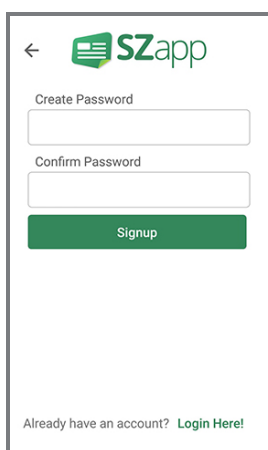 SZapp
Create Password
Confirm Password
Signup
Already have an account? Login Here!